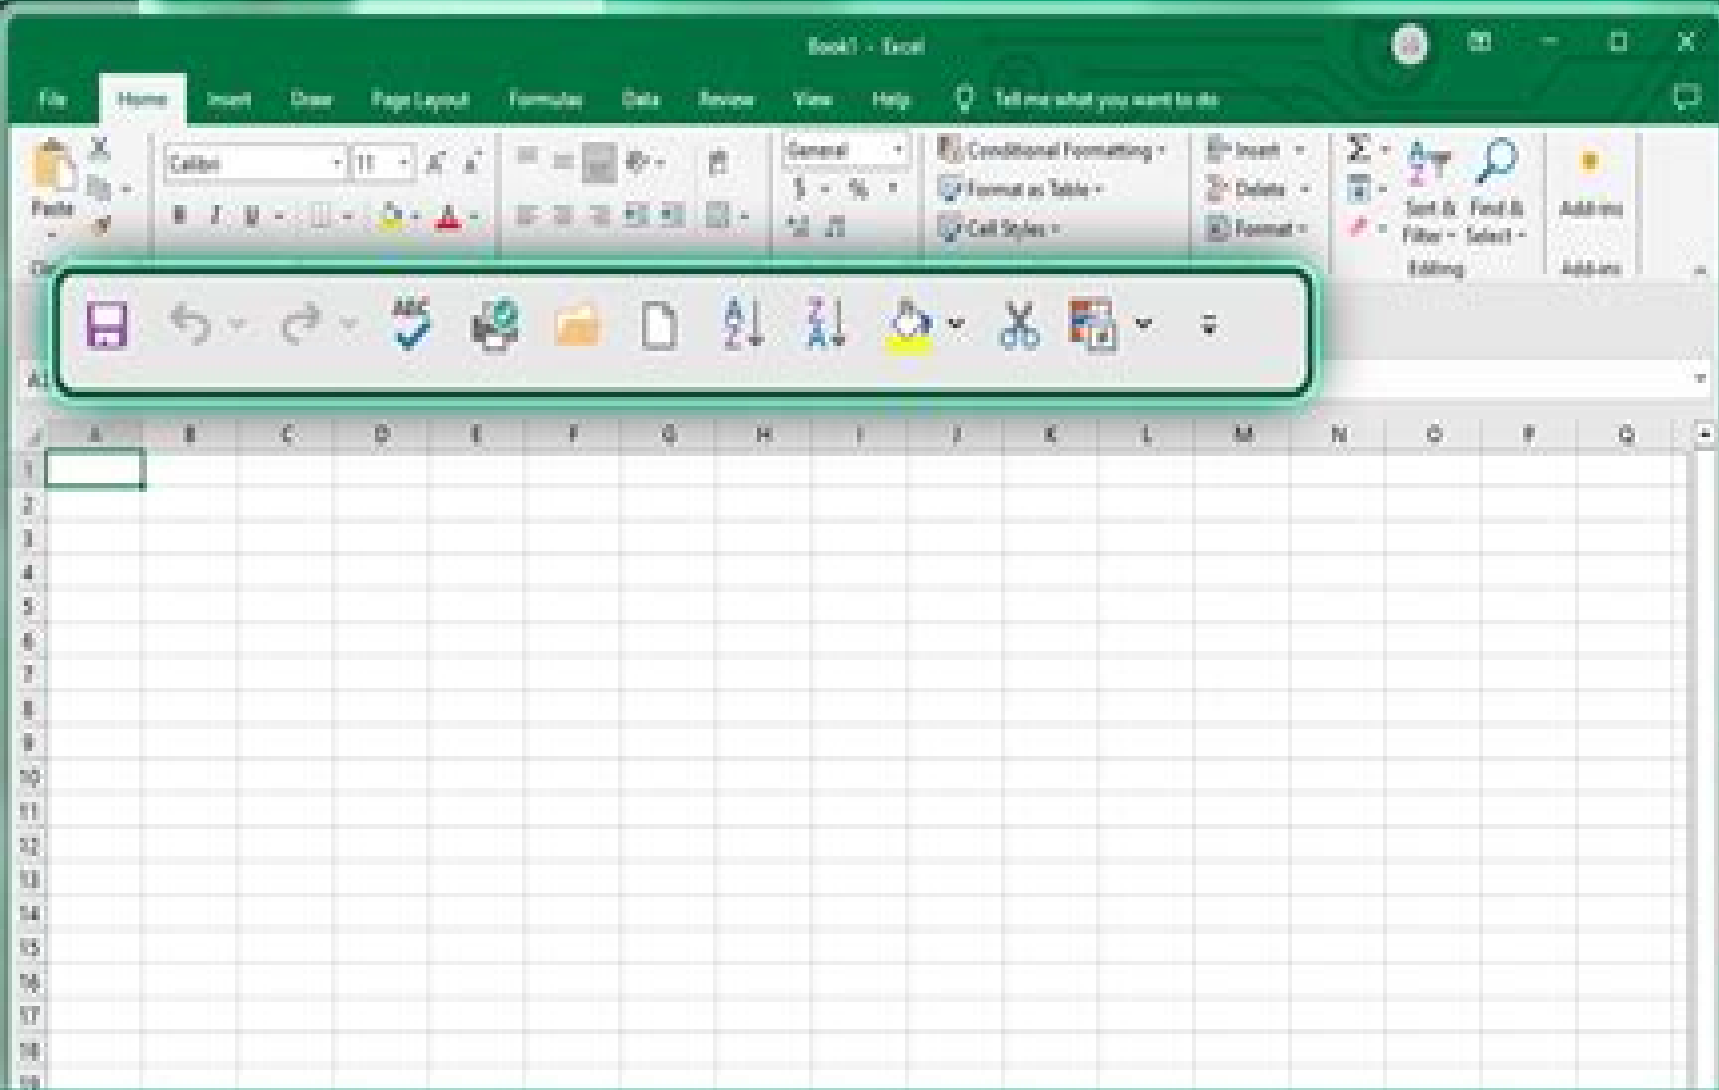 Book1 - Excel
File Home Insert Draw Page Layout Formulas Data Review View Help Tell me what you want to do
Calibri 11 General Conditional Formatting Insert Σ
$ % Format as Table Delete
Paste B I U A Cell Styles Format Sort & Filter Find & Select Add-ins
Editing Add-ins
ABC A Z Z A
A B C D E F G H I J K L M N O P Q
1
2
3
4
5
6
7
8
9
10
11
12
13
14
15
16
17
18
19